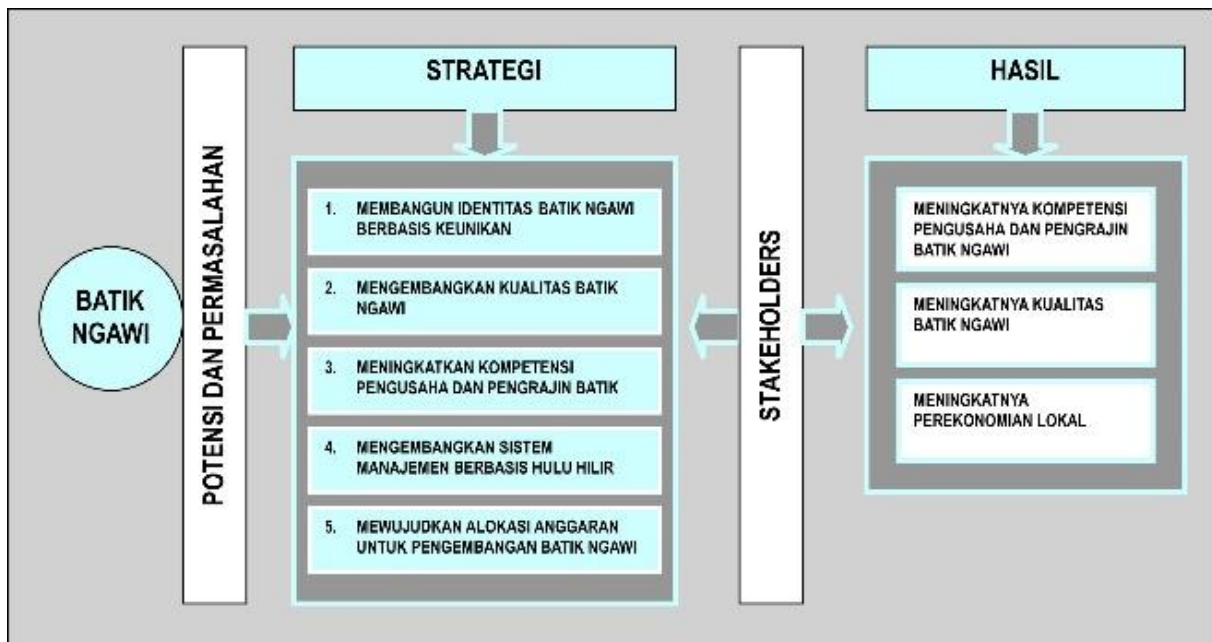 BATIK
NGAWI
POTENSI DAN PERMASALAHAN
STRATEGI
1. MEMBANGUN IDENTITAS BATIK NGAWI
BERBASIS KEUNIKAN
2. MENGEMBANGKAN KUALITAS BATIK
NGAWI
3. MENINGKATKAN KOMPETENSI
PENGUSAHA DAN PENGRAJIN BATIK
4. MENGEMBANGKAN SISTEM
MANAJEMEN BERBASIS HULU HILIR
5. MEWUJUDKAN ALOKASI ANGGARAN
UNTUK PENGEMBANGAN BATIK NGAWI
STAKEHOLDERS
HASIL
MENINGKATNYA KOMPETENSI
PENGUSAHA DAN PENGRAJIN
BATIK NGAWI
MENINGKATNYA KUALITAS
BATIK NGAWI
MENINGKATNYA
PEREKONOMIAN LOKAL